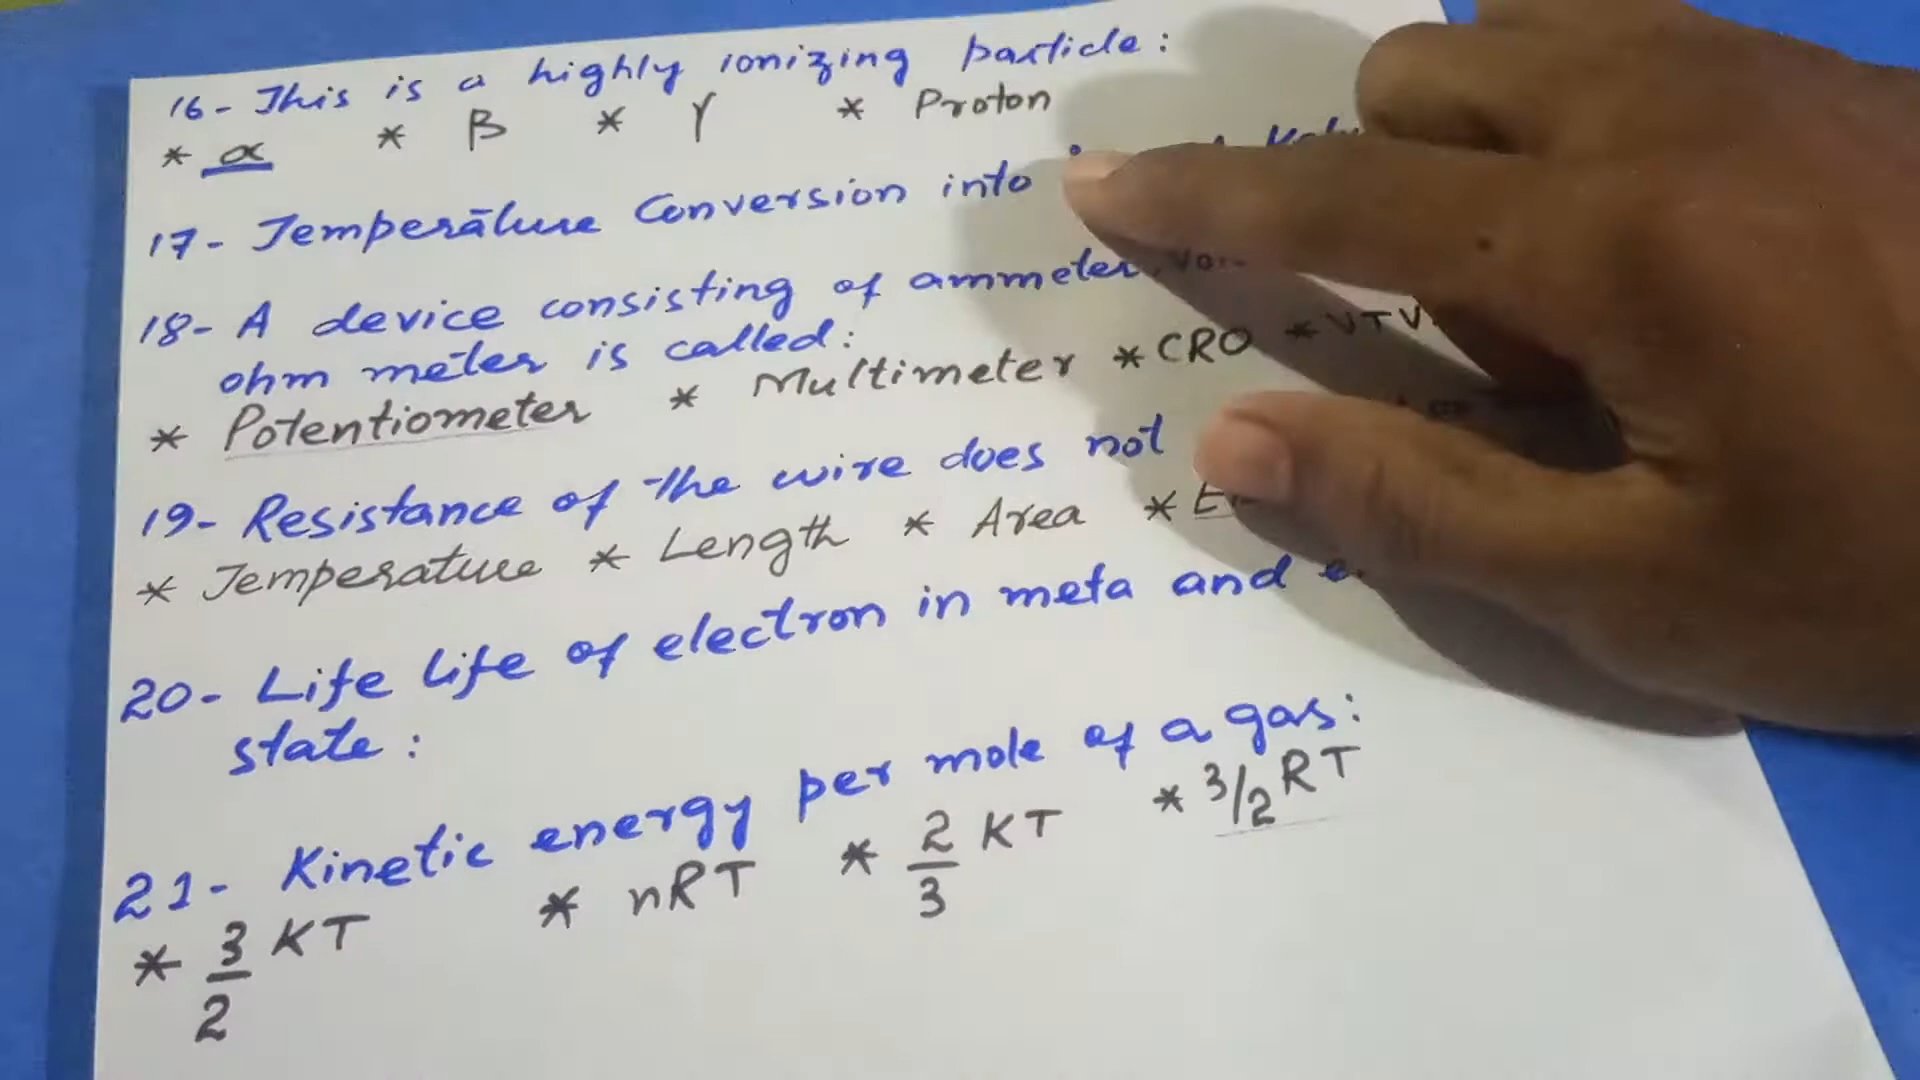 16- This is a highly ionizing particle:
* α * β * γ * Proton
17- Temperature Conversion into
18- A device consisting of ammeter,
ohm meter is called:
* Potentiometer * Multimeter * CRO *
19- Resistance of the wire does not
* Temperature * Length * Area *
20- Life life of electron in meta and
state:
21- Kinetic energy per mole of a gas:
* 3/2 KT * nRT * 2/3 KT * 3/2 RT